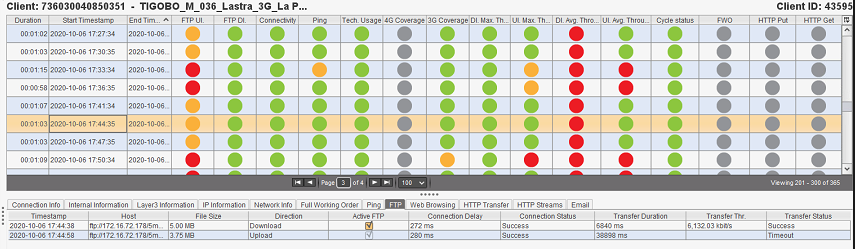 Client: 736030040850351 - TIGOBO_M_036_Lastra_3G_La P... Client ID: 43595
Duration Start Timestamp End Tim... FTP Ul. FTP Dl. Connectivity Ping Tech. Usage 4G Coverage 3G Coverage Dl. Max. Th... Ul. Max. Th... Dl. Avg. Thro... Ul. Avg. Throu... Cycle status FWO HTTP Put HTTP Get
00:01:02 2020-10-06 17:27:34 2020-10-06...
00:01:03 2020-10-06 17:30:34 2020-10-06...
00:01:15 2020-10-06 17:33:34 2020-10-06...
00:00:58 2020-10-06 17:36:35 2020-10-06...
00:01:07 2020-10-06 17:41:34 2020-10-06...
00:01:03 2020-10-06 17:44:35 2020-10-06...
00:01:03 2020-10-06 17:47:35 2020-10-06...
00:01:09 2020-10-06 17:50:34 2020-10-06...
Page 3 of 4 100 Viewing 201 - 300 of 365
Connection Info Internal Information Layer3 Information IP Information Network Info Full Working Order Ping FTP Web Browsing HTTP Transfer HTTP Streams Email
Timestamp Host File Size Direction Active FTP Connection Delay Connection Status Transfer Duration Transfer Thr. Transfer Status
2020-10-06 17:44:38 ftp://172.16.72.178/5m... 5.00 MB Download 272 ms Success 6840 ms 6,132.03 kbit/s Success
2020-10-06 17:44:58 ftp://172.16.72.178/5m... 3.75 MB Upload 280 ms Success 38898 ms Timeout